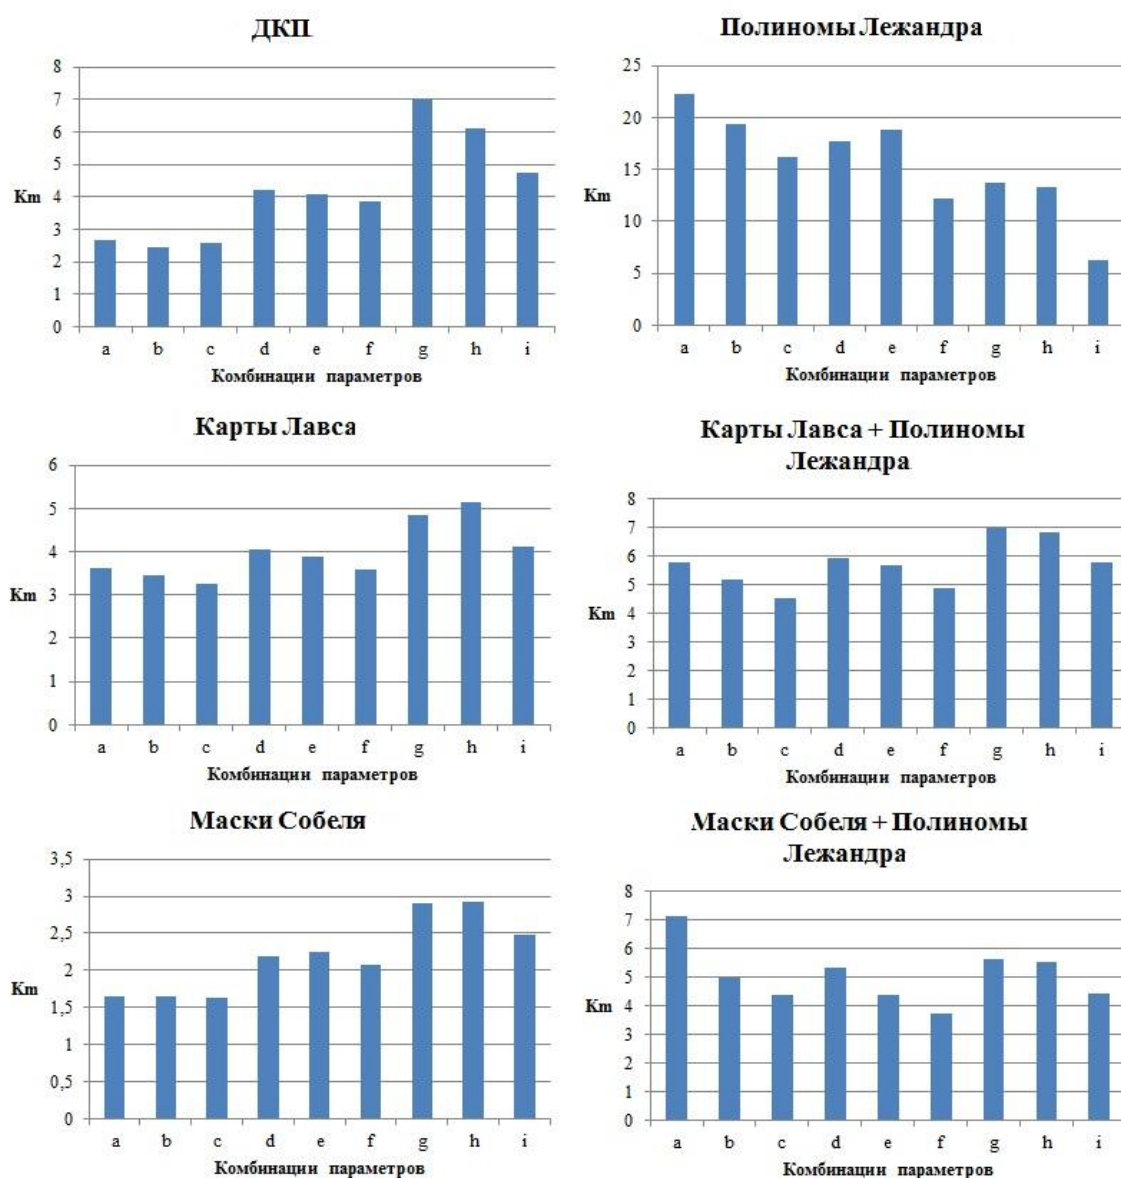 ДКП
8
7
6
5
4
3
2
1
0
Km
a b c d e f g h i
Комбинации параметров
Полиномы Лежандра
25
20
15
10
5
0
Km
a b c d e f g h i
Комбинации параметров
Карты Лавса
6
5
4
3
2
1
0
Km
a b c d e f g h i
Комбинации параметров
Карты Лавса + Полиномы
Лежандра
8
7
6
5
4
3
2
1
0
Km
a b c d e f g h i
Комбинации параметров
Маски Собеля
3,5
3
2,5
2
1,5
1
0,5
0
Km
a b c d e f g h i
Комбинации параметров
Маски Собеля + Полиномы
Лежандра
8
7
6
5
4
3
2
1
0
Km
a b c d e f g h i
Комбинации параметров